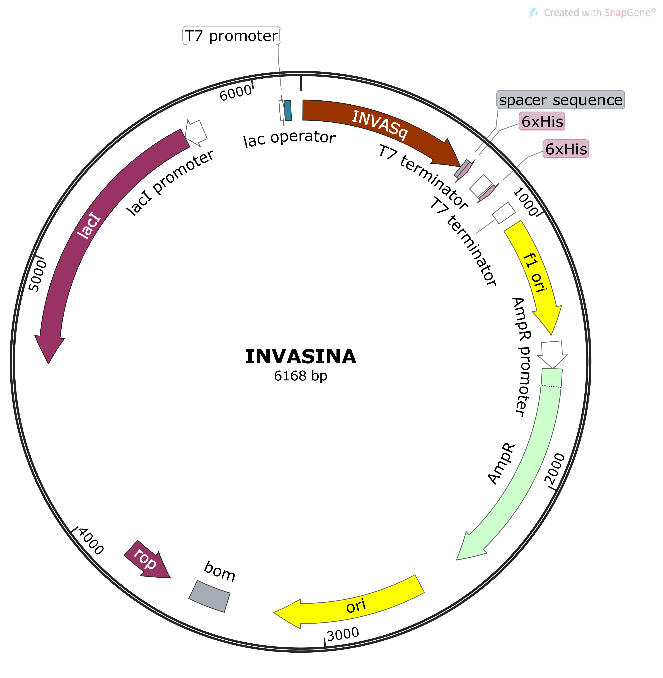 Created with SnapGene®
T7 promoter
6000
lac operator
INVASq
spacer sequence
6xHis
6xHis
T7 terminator
T7 terminator
1000
lacI promoter
lacI
5000
f1 ori
AmpR promoter
INVASINA
6168 bp
AmpR
2000
4000
rop
bom
ori
3000